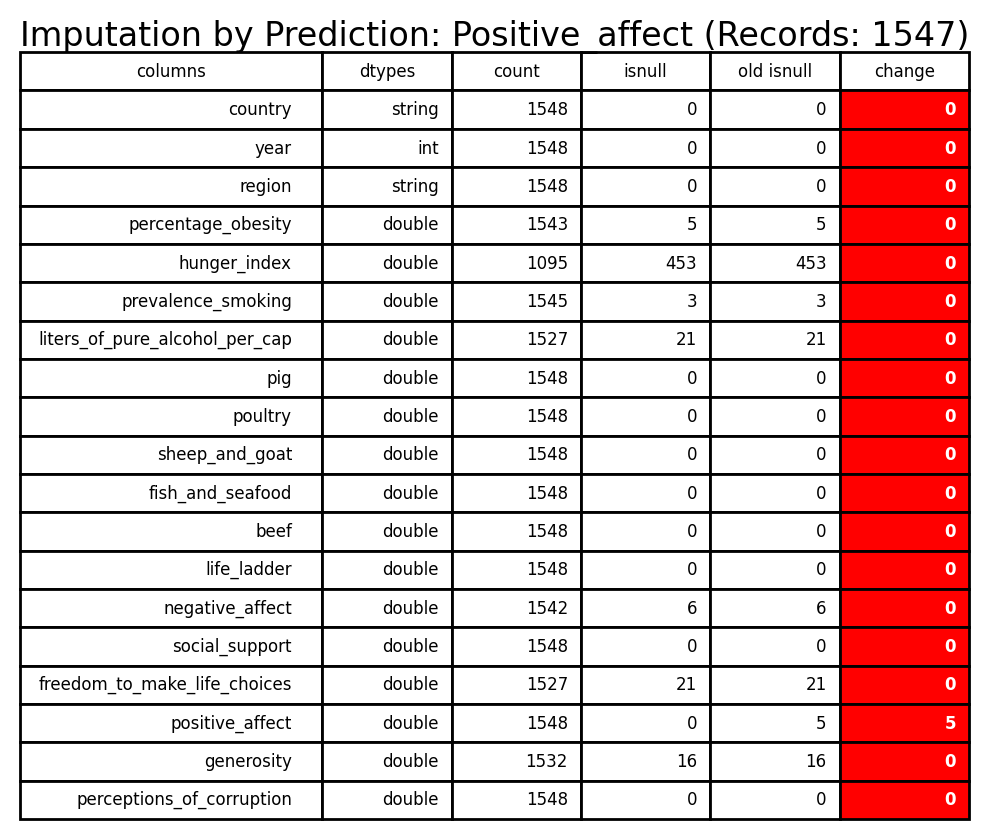 Imputation by Prediction: Positive_affect (Records: 1547)
columns dtypes count isnull old isnull change
country string 1548 0 0 0
year int 1548 0 0 0
region string 1548 0 0 0
percentage_obesity double 1543 5 5 0
hunger_index double 1095 453 453 0
prevalence_smoking double 1545 3 3 0
liters_of_pure_alcohol_per_cap double 1527 21 21 0
pig double 1548 0 0 0
poultry double 1548 0 0 0
sheep_and_goat double 1548 0 0 0
fish_and_seafood double 1548 0 0 0
beef double 1548 0 0 0
life_ladder double 1548 0 0 0
negative_affect double 1542 6 6 0
social_support double 1548 0 0 0
freedom_to_make_life_choices double 1527 21 21 0
positive_affect double 1548 0 5 5
generosity double 1532 16 16 0
perceptions_of_corruption double 1548 0 0 0